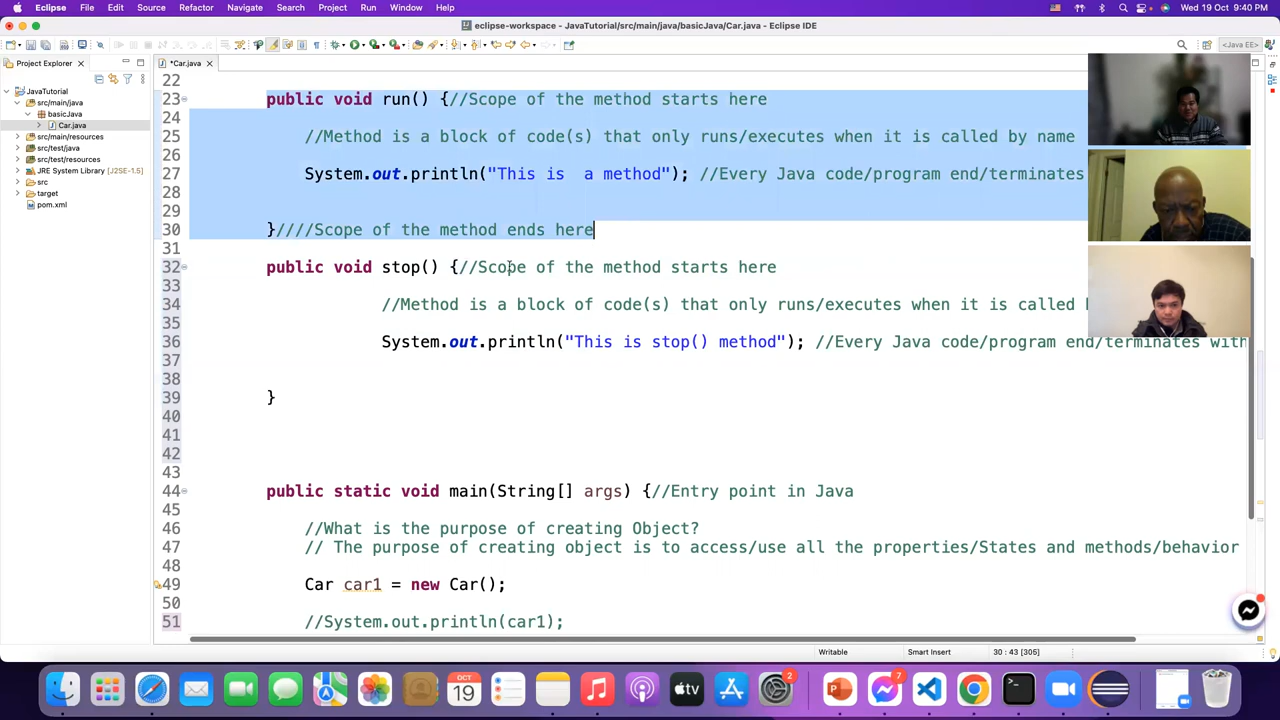 Eclipse File Edit Source Refactor Navigate Search Project Run Window Help
Wed 19 Oct 9:40 PM
eclipse-workspace - JavaTutorial/src/main/java/basicJava/Car.java - Eclipse IDE
<Java EE>
Project Explorer
*Car.java
JavaTutorial
src/main/java
basicJava
Car.java
src/main/resources
src/test/java
src/test/resources
JRE System Library [J2SE-1.5]
src
target
pom.xml
22
23 public void run() {//Scope of the method starts here
24
25 //Method is a block of code(s) that only runs/executes when it is called by name
26
27 System.out.println("This is  a method"); //Every Java code/program end/terminates
28
29
30 }////Scope of the method ends here
31
32 public void stop() {//Scope of the method starts here
33
34 //Method is a block of code(s) that only runs/executes when it is called
35
36 System.out.println("This is stop() method"); //Every Java code/program end/terminates with
37
38
39 }
40
41
42
43
44 public static void main(String[] args) {//Entry point in Java
45
46 //What is the purpose of creating Object?
47 // The purpose of creating object is to access/use all the properties/States and methods/behavior
48
49 Car car1 = new Car();
50
51 //System.out.println(car1);
Writable
Smart Insert
30 : 43 [305]
OCT
19
2
7